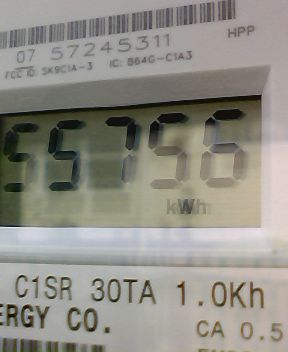 07 57245311
HPP
FCC ID: SK9C1A-3 IC: 864G-C1A3
55756
kWh
C1SR 30TA 1.0Kh
ERGY CO.
CA 0.5